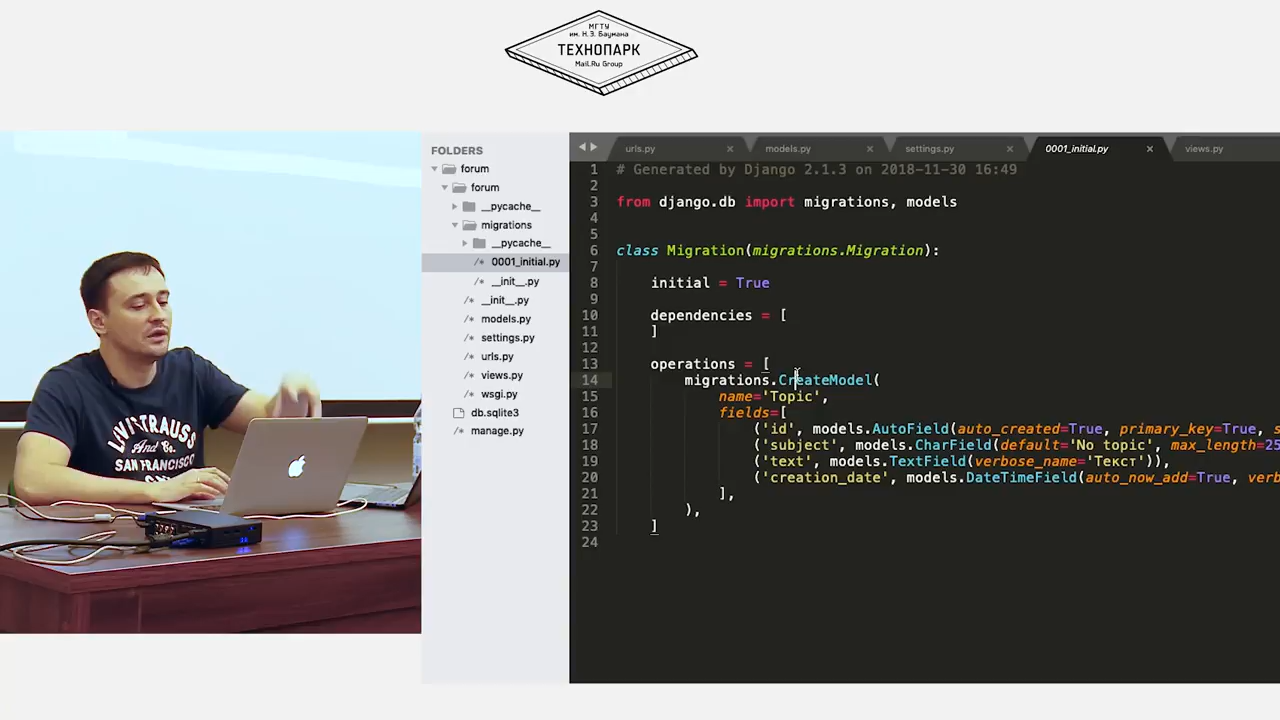 МГТУ
им. Н.Э. Баумана
ТЕХНОПАРК
Mail.Ru Group
FOLDERS
forum
forum
__pycache__
migrations
__pycache__
/* 0001_initial.py
/* __init__.py
/* __init__.py
/* models.py
/* settings.py
/* urls.py
/* views.py
/* wsgi.py
db.sqlite3
manage.py
urls.py × models.py × settings.py × 0001_initial.py × views.py
1 # Generated by Django 2.1.3 on 2018-11-30 16:49
2
3 from django.db import migrations, models
4
5
6 class Migration(migrations.Migration):
7
8 initial = True
9
10 dependencies = [
11 ]
12
13 operations = [
14 migrations.CreateModel(
15 name='Topic',
16 fields=[
17 ('id', models.AutoField(auto_created=True, primary_key=True, s
18 ('subject', models.CharField(default='No topic', max_length=25
19 ('text', models.TextField(verbose_name='Текст')),
20 ('creation_date', models.DateTimeField(auto_now_add=True, verb
21 ],
22 ),
23 ]
24
LEVI STRAUSS
And Co.
SAN FRANCISCO